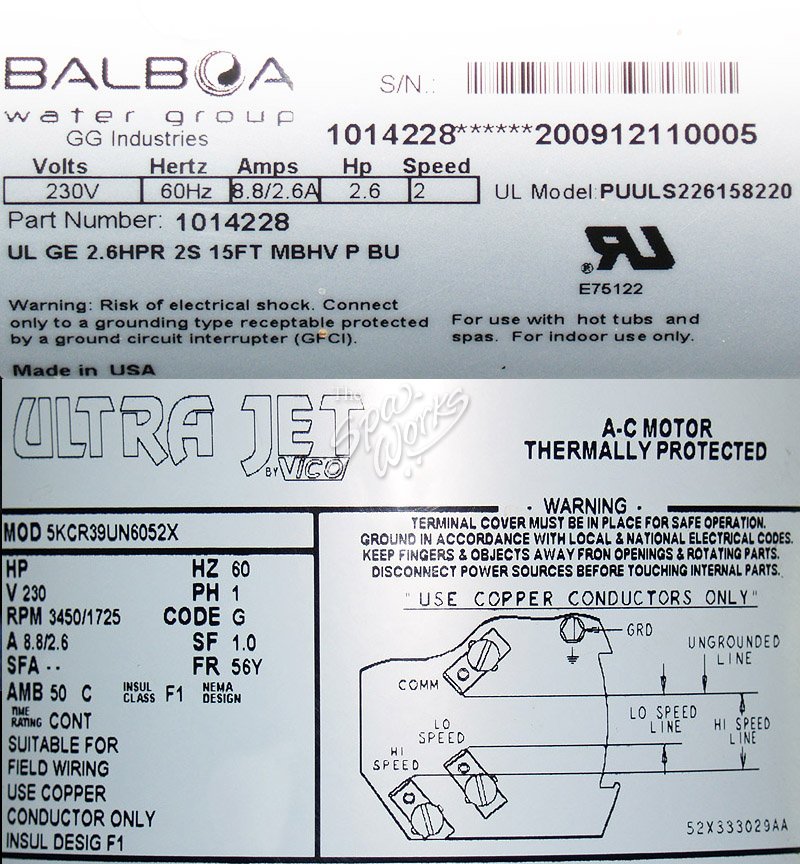 BALBOA
water group
GG Industries
S/N.:
1014228******200912110005
Volts Hertz Amps Hp Speed
230V 60Hz 8.8/2.6A 2.6 2
UL Model: PUULS226158220
Part Number: 1014228
UL GE 2.6HPR 2S 15FT MBHV P BU
®
E75122
Warning: Risk of electrical shock. Connect
only to a grounding type receptable protected
by a ground circuit interrupter (GFCI).
For use with hot tubs and
spas. For indoor use only.
Made in USA
The
Spa Works
ULTRA JET
BY VICO
A-C MOTOR
THERMALLY PROTECTED
MOD 5KCR39UN6052X
HP HZ 60
V 230 PH 1
RPM 3450/1725 CODE G
A 8.8/2.6 SF 1.0
SFA -- FR 56Y
AMB 50 C INSUL CLASS F1 NEMA DESIGN
TIME RATING CONT
SUITABLE FOR
FIELD WIRING
USE COPPER
CONDUCTOR ONLY
INSUL DESIG F1
· WARNING ·
TERMINAL COVER MUST BE IN PLACE FOR SAFE OPERATION.
GROUND IN ACCORDANCE WITH LOCAL & NATIONAL ELECTRICAL CODES.
KEEP FINGERS & OBJECTS AWAY FRON OPENINGS & ROTATING PARTS.
DISCONNECT POWER SOURCES BEFORE TOUCHING INTERNAL PARTS.
"USE COPPER CONDUCTORS ONLY"
GRD
UNGROUNDED
LINE
COMM
LO SPEED
LINE
HI SPEED
LINE
LO
SPEED
HI
SPEED
52X333029AA